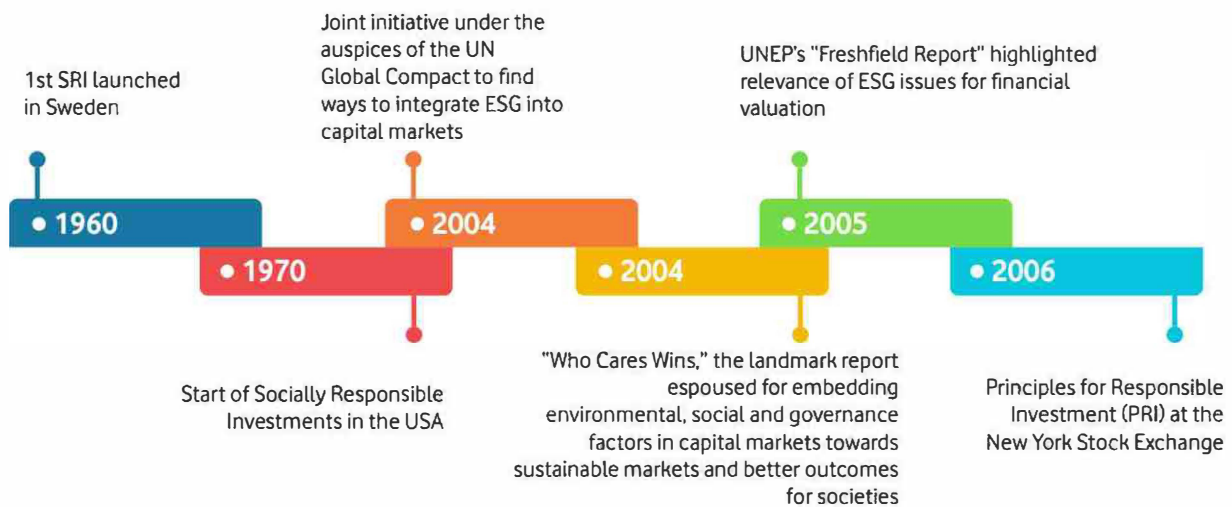 1st SRI launched
in Sweden
1960
Start of Socially Responsible
Investments in the USA
1970
Joint initiative under the
auspices of the UN
Global Compact to find
ways to integrate ESG into
capital markets
2004
"Who Cares Wins," the landmark report
espoused for embedding
environmental, social and governance
factors in capital markets towards
sustainable markets and better outcomes
for societies
2004
UNEP's "Freshfield Report" highlighted
relevance of ESG issues for financial
valuation
2005
Principles for Responsible
Investment (PRI) at the
New York Stock Exchange
2006